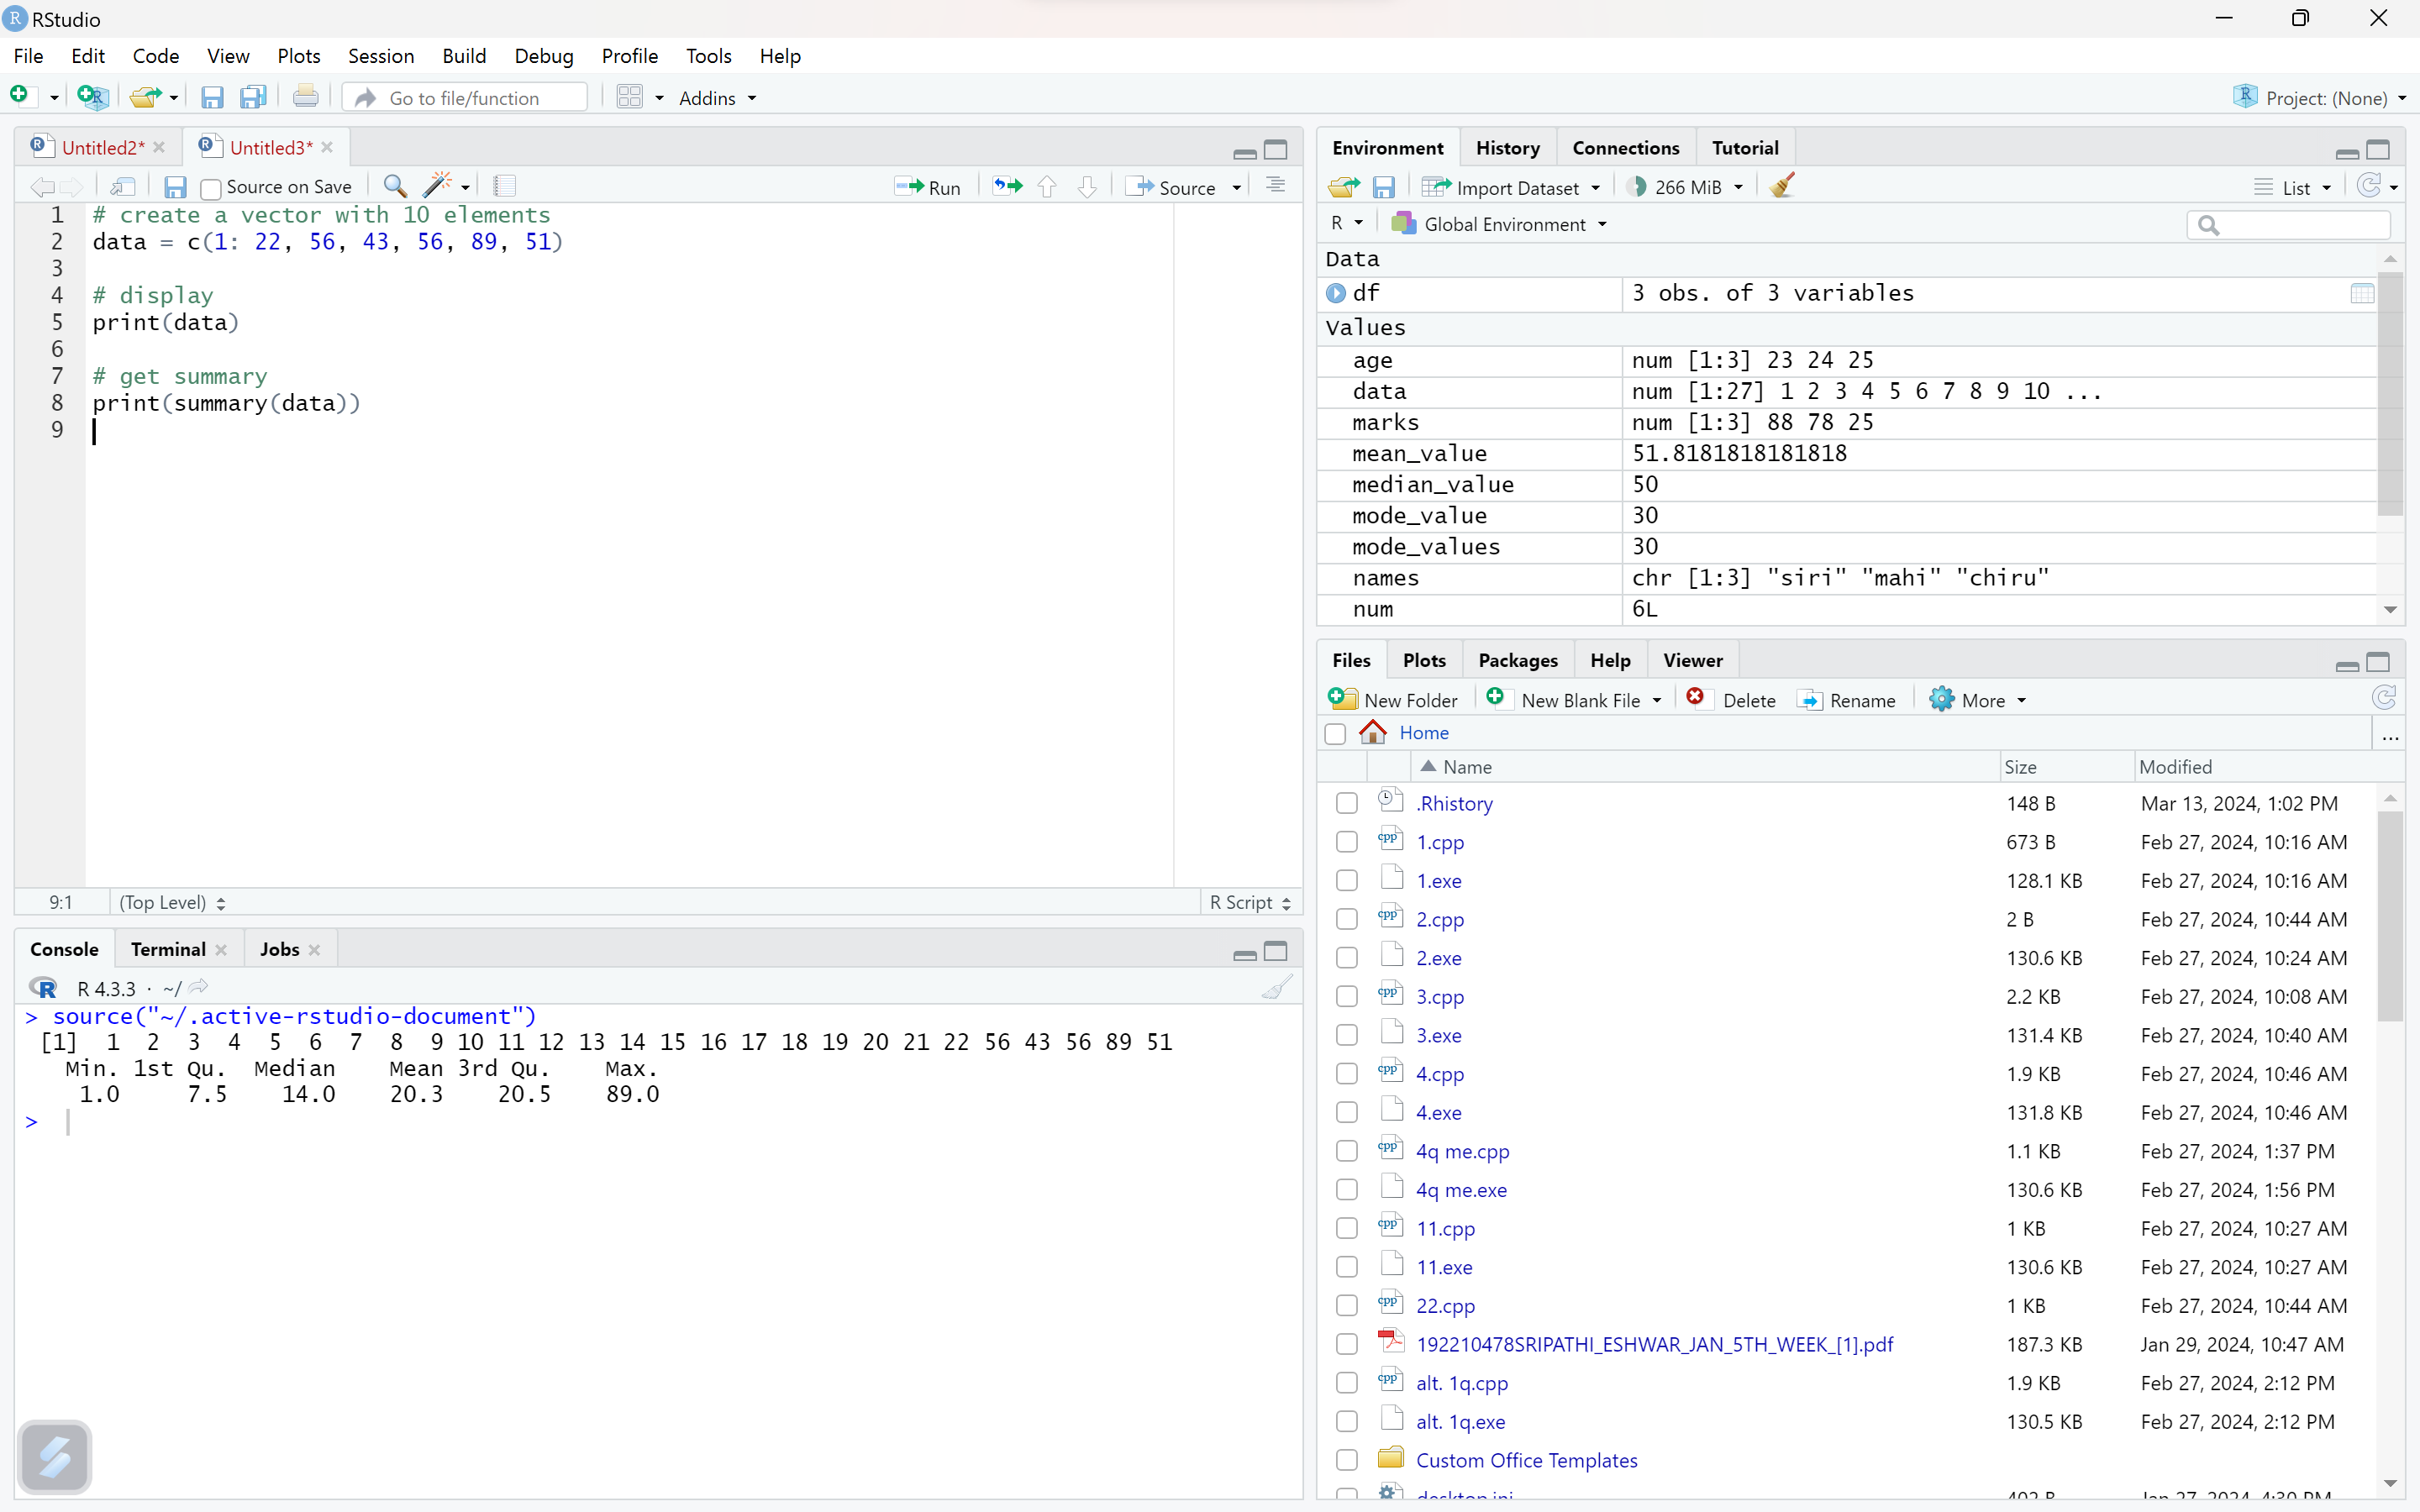 RStudio
File Edit Code View Plots Session Build Debug Profile Tools Help
Go to file/function Addins Project: (None)
Untitled2* Untitled3*
Source on Save Run Source
1 # create a vector with 10 elements
2 data = c(1: 22, 56, 43, 56, 89, 51)
3
4 # display
5 print(data)
6
7 # get summary
8 print(summary(data))
9
9:1 (Top Level) R Script
Console Terminal Jobs
R 4.3.3 · ~/
> source("~/.active-rstudio-document")
[1] 1 2 3 4 5 6 7 8 9 10 11 12 13 14 15 16 17 18 19 20 21 22 56 43 56 89 51
Min. 1st Qu. Median Mean 3rd Qu. Max.
1.0 7.5 14.0 20.3 20.5 89.0
>
Environment History Connections Tutorial
Import Dataset 266 MiB List
R Global Environment
Data
df 3 obs. of 3 variables
Values
age num [1:3] 23 24 25
data num [1:27] 1 2 3 4 5 6 7 8 9 10 ...
marks num [1:3] 88 78 25
mean_value 51.8181818181818
median_value 50
mode_value 30
mode_values 30
names chr [1:3] "siri" "mahi" "chiru"
num 6L
Files Plots Packages Help Viewer
New Folder New Blank File Delete Rename More
Home ...
Name Size Modified
.Rhistory 148 B Mar 13, 2024, 1:02 PM
1.cpp 673 B Feb 27, 2024, 10:16 AM
1.exe 128.1 KB Feb 27, 2024, 10:16 AM
2.cpp 2 B Feb 27, 2024, 10:44 AM
2.exe 130.6 KB Feb 27, 2024, 10:24 AM
3.cpp 2.2 KB Feb 27, 2024, 10:08 AM
3.exe 131.4 KB Feb 27, 2024, 10:40 AM
4.cpp 1.9 KB Feb 27, 2024, 10:46 AM
4.exe 131.8 KB Feb 27, 2024, 10:46 AM
4q me.cpp 1.1 KB Feb 27, 2024, 1:37 PM
4q me.exe 130.6 KB Feb 27, 2024, 1:56 PM
11.cpp 1 KB Feb 27, 2024, 10:27 AM
11.exe 130.6 KB Feb 27, 2024, 10:27 AM
22.cpp 1 KB Feb 27, 2024, 10:44 AM
192210478SRIPATHI_ESHWAR_JAN_5TH_WEEK_[1].pdf 187.3 KB Jan 29, 2024, 10:47 AM
alt. 1q.cpp 1.9 KB Feb 27, 2024, 2:12 PM
alt. 1q.exe 130.5 KB Feb 27, 2024, 2:12 PM
Custom Office Templates
desktop.ini 402 B Jan 27, 2024, 4:30 PM